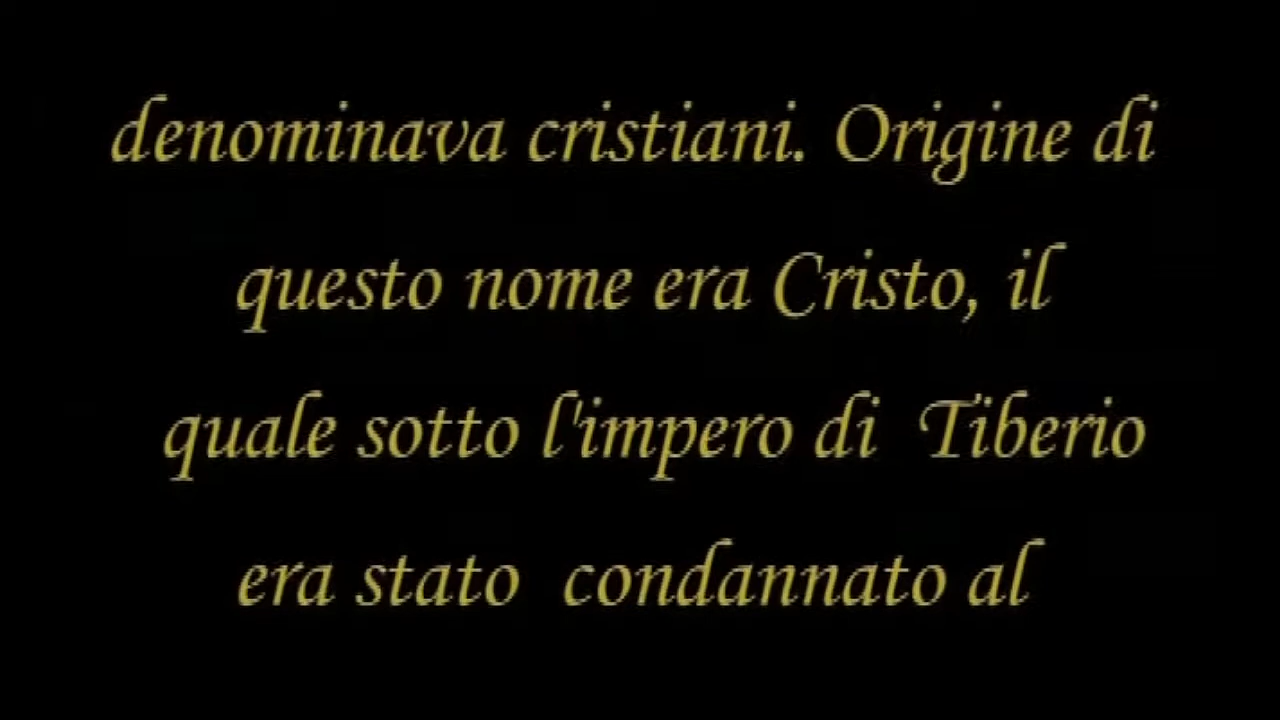 denominava cristiani. Origine di
questo nome era Cristo, il
quale sotto l'impero di  Tiberio
era stato  condannato al